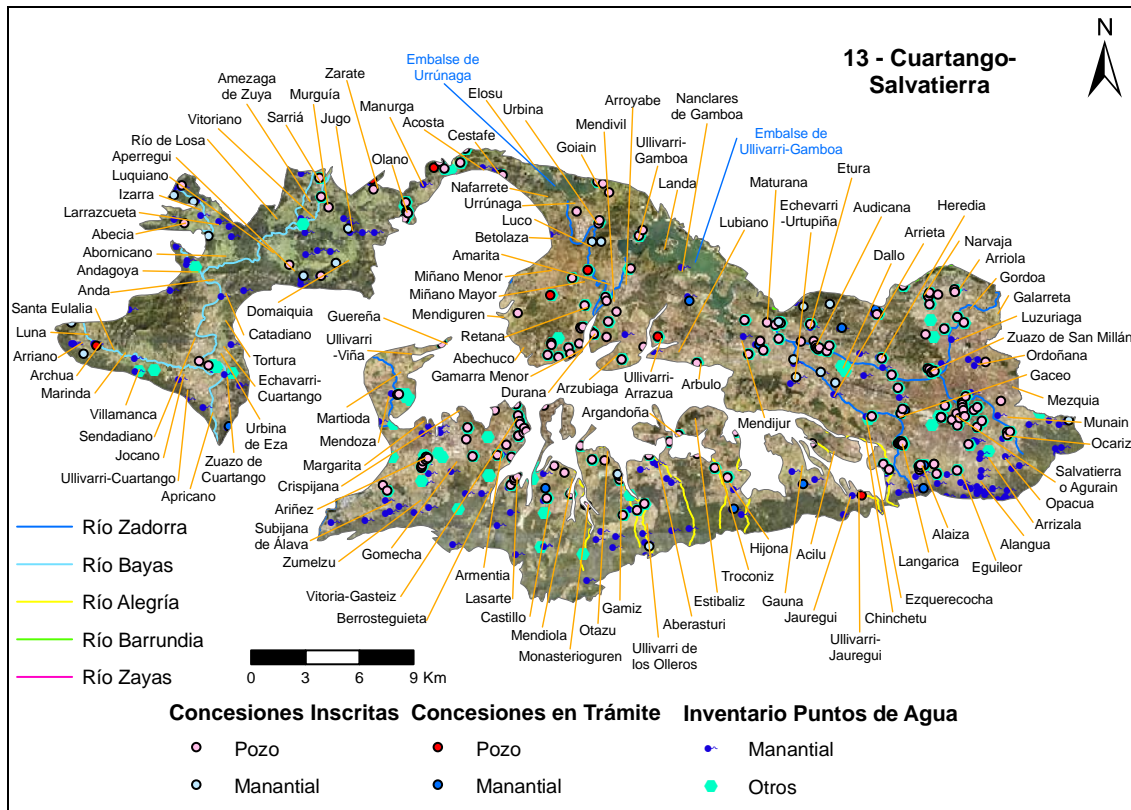 13 - Cuartango-
Salvatierra
N
Embalse de
Urrúnaga
Zarate
Amezaga
de Zuya
Murguía
Manurga
Elosu
Urbina
Arroyabe
Nanclares
de Gamboa
Sarriá
Jugo
Acosta
Mendivil
Vitoriano
Cestafe
Goiain
Ullivarri-
Gamboa
Embalse de
Ullivarri-Gamboa
Río de Losa
Olano
Aperregui
Maturana
Etura
Luquiano
Nafarrete
Landa
Echevarri
-Urtupiña
Audicana
Heredia
Izarra
Urrúnaga
Lubiano
Larrazcueta
Luco
Arrieta
Narvaja
Abecia
Betolaza
Dallo
Arriola
Abornicano
Amarita
Gordoa
Andagoya
Miñano Menor
Galarreta
Anda
Miñano Mayor
Santa Eulalia
Domaiquia
Guereña
Mendiguren
Luzuriaga
Luna
Catadiano
Ullivarri
-Viña
Retana
Zuazo de San Millán
Arriano
Tortura
Abechuco
Ordoñana
Archua
Echavarri-
Cuartango
Gamarra Menor
Ullivarri-
Arrazua
Arbulo
Gaceo
Marinda
Durana
Arzubiaga
Mezquia
Villamanca
Urbina
de Eza
Martioda
Argandoña
Mendijur
Munain
Sendadiano
Mendoza
Ocariz
Jocano
Zuazo de
Cuartango
Margarita
Salvatierra
o Agurain
Ullivarri-Cuartango
Crispijana
Apricano
Ariñez
Opacua
Subijana
de Álava
Arrizala
Zumelzu
Gomecha
Armentia
Hijona
Acilu
Alaiza
Alangua
Langarica
Eguileor
Vitoria-Gasteiz
Lasarte
Gamiz
Estibaliz
Troconiz
Gauna
Ezquerecocha
Berrosteguieta
Castillo
Otazu
Aberasturi
Jauregui
Chinchetu
Mendiola
Ullivarri de
los Olleros
Ullivarri-
Jauregui
Monasterioguren
Río Zadorra
Río Bayas
Río Alegría
Río Barrundia
Río Zayas
0 3 6 9 Km
Concesiones Inscritas
Pozo
Manantial
Concesiones en Trámite
Pozo
Manantial
Inventario Puntos de Agua
Manantial
Otros